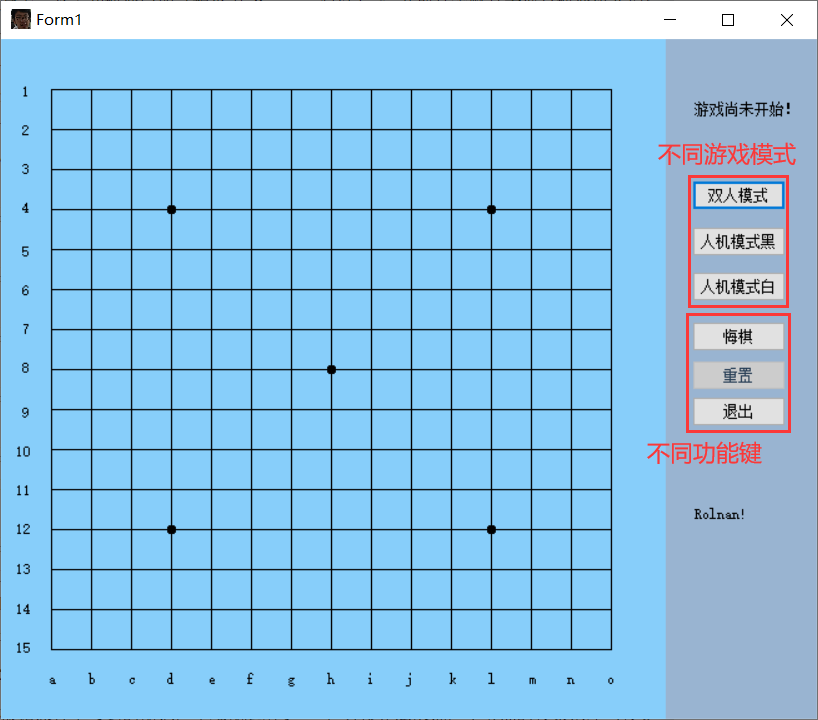 Form1
游戏尚未开始!
不同游戏模式
双人模式
人机模式黑
人机模式白
悔棋
重置
退出
不同功能键
Rolnan!
1
2
3
4
5
6
7
8
9
10
11
12
13
14
15
a b c d e f g h i j k l m n o